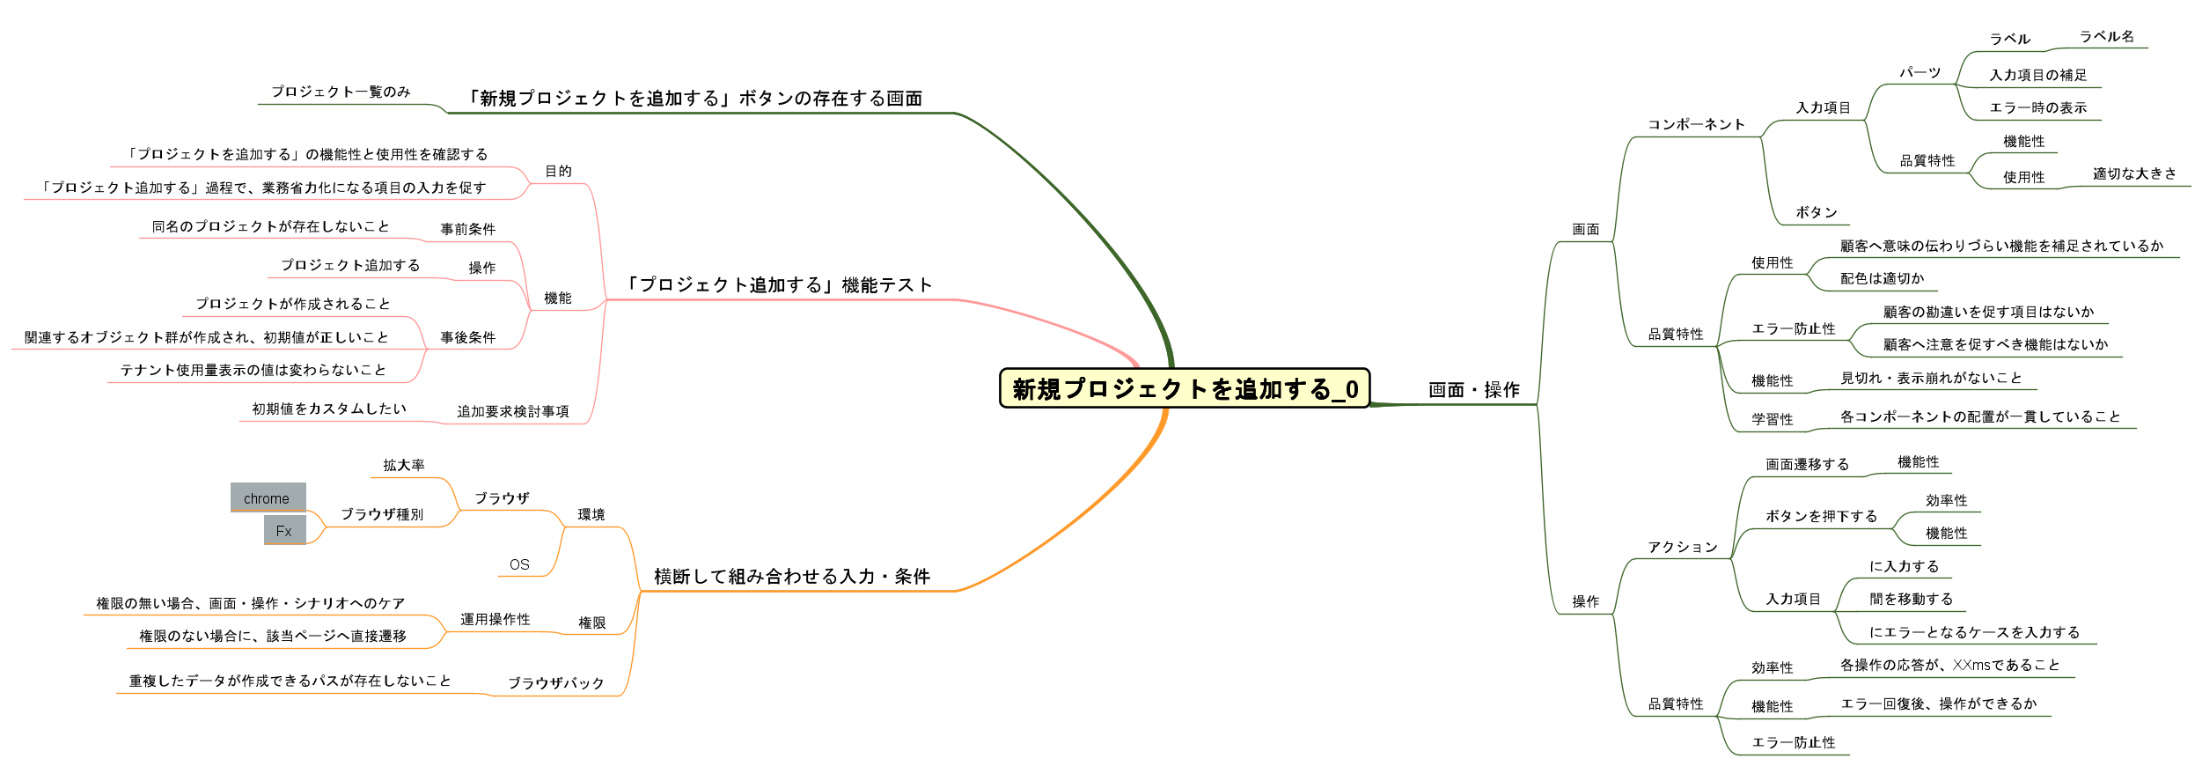 新規プロジェクトを追加する_0
「新規プロジェクトを追加する」ボタンの存在する画面
プロジェクト一覧のみ
「プロジェクト追加する」機能テスト
目的
「プロジェクトを追加する」の機能性と使用性を確認する
「プロジェクト追加する」過程で、業務省力化になる項目の入力を促す
機能
事前条件
同名のプロジェクトが存在しないこと
操作
プロジェクト追加する
事後条件
プロジェクトが作成されること
関連するオブジェクト群が作成され、初期値が正しいこと
テナント使用量表示の値は変わらないこと
追加要求検討事項
初期値をカスタムしたい
横断して組み合わせる入力・条件
環境
ブラウザ
拡大率
ブラウザ種別
chrome
Fx
OS
権限
運用操作性
権限の無い場合、画面・操作・シナリオへのケア
権限のない場合に、該当ページへ直接遷移
ブラウザバック
重複したデータが作成できるパスが存在しないこと
画面・操作
画面
コンポーネント
入力項目
パーツ
ラベル
ラベル名
入力項目の補足
エラー時の表示
品質特性
機能性
使用性
適切な大きさ
ボタン
品質特性
使用性
顧客へ意味の伝わりづらい機能を補足されているか
配色は適切か
エラー防止性
顧客の勘違いを促す項目はないか
顧客へ注意を促すべき機能はないか
機能性
見切れ・表示崩れがないこと
学習性
各コンポーネントの配置が一貫していること
操作
アクション
画面遷移する
機能性
ボタンを押下する
効率性
機能性
入力項目
に入力する
間を移動する
にエラーとなるケースを入力する
品質特性
効率性
各操作の応答が、XXmsであること
機能性
エラー回復後、操作ができるか
エラー防止性